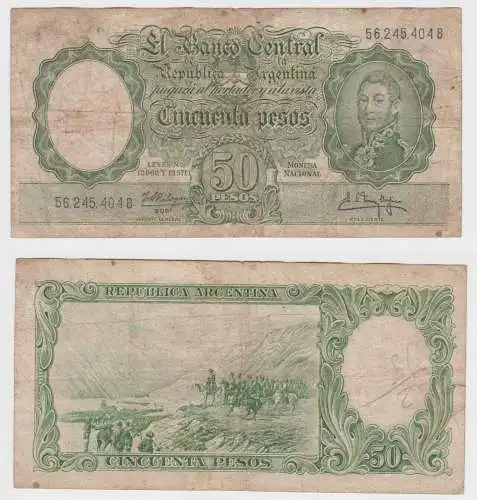 56.245.404 B
El Banco Central
de la
República Argentina
pagará al portador y a la vista
Cincuenta pesos
LEYES Nos.
12.962 Y 13.571
MONEDA
NACIONAL
50
PESOS
56.245.404 B
REPUBLICA ARGENTINA
CINCUENTA PESOS
50